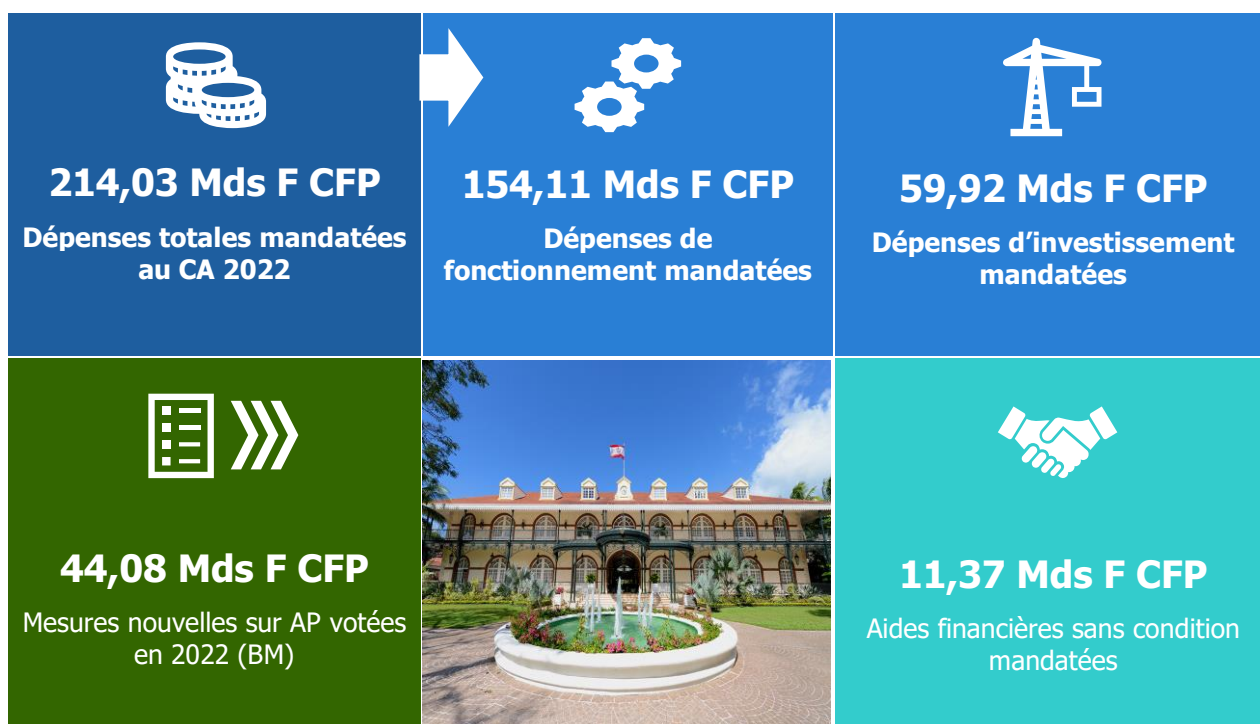 214,03 Mds F CFP
Dépenses totales mandatées
au CA 2022
154,11 Mds F CFP
Dépenses de
fonctionnement mandatées
59,92 Mds F CFP
Dépenses d’investissement
mandatées
44,08 Mds F CFP
Mesures nouvelles sur AP votées
en 2022 (BM)
11,37 Mds F CFP
Aides financières sans condition
mandatées